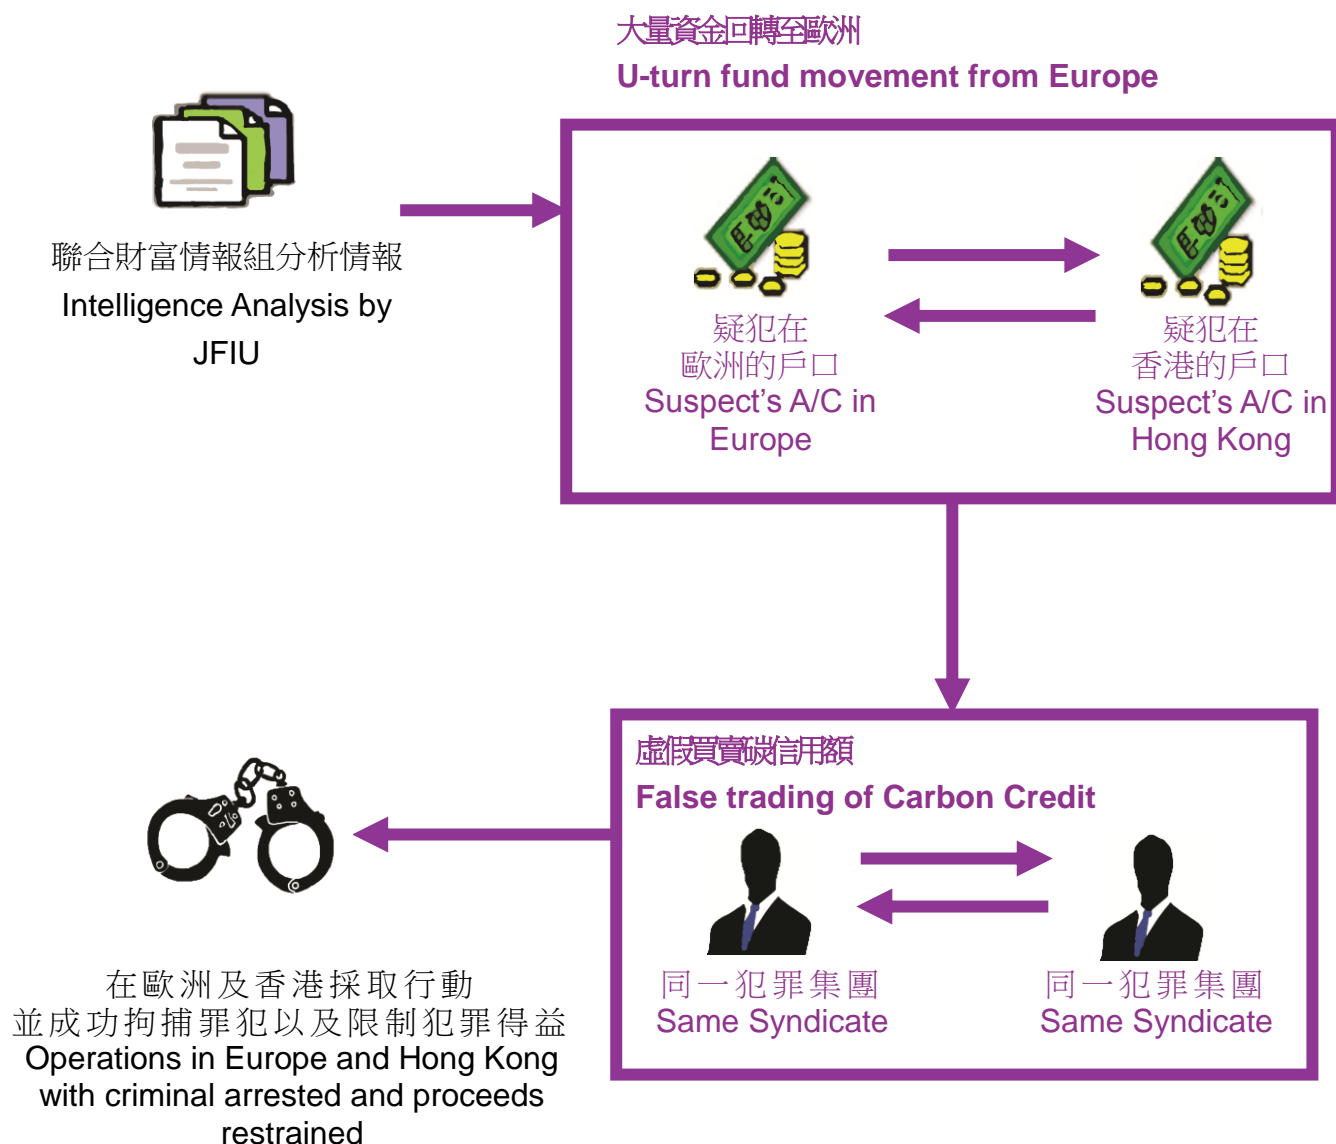 大量資金回轉至歐洲
U-turn fund movement from Europe
聯合財富情報組分析情報
Intelligence Analysis by
JFIU
疑犯在
歐洲的戶口
Suspect’s A/C in
Europe
疑犯在
香港的戶口
Suspect’s A/C in
Hong Kong
虛假買賣碳信用額
False trading of Carbon Credit
同一犯罪集團
Same Syndicate
同一犯罪集團
Same Syndicate
在歐洲及香港採取行動
並成功拘捕罪犯以及限制犯罪得益
Operations in Europe and Hong Kong
with criminal arrested and proceeds
restrained